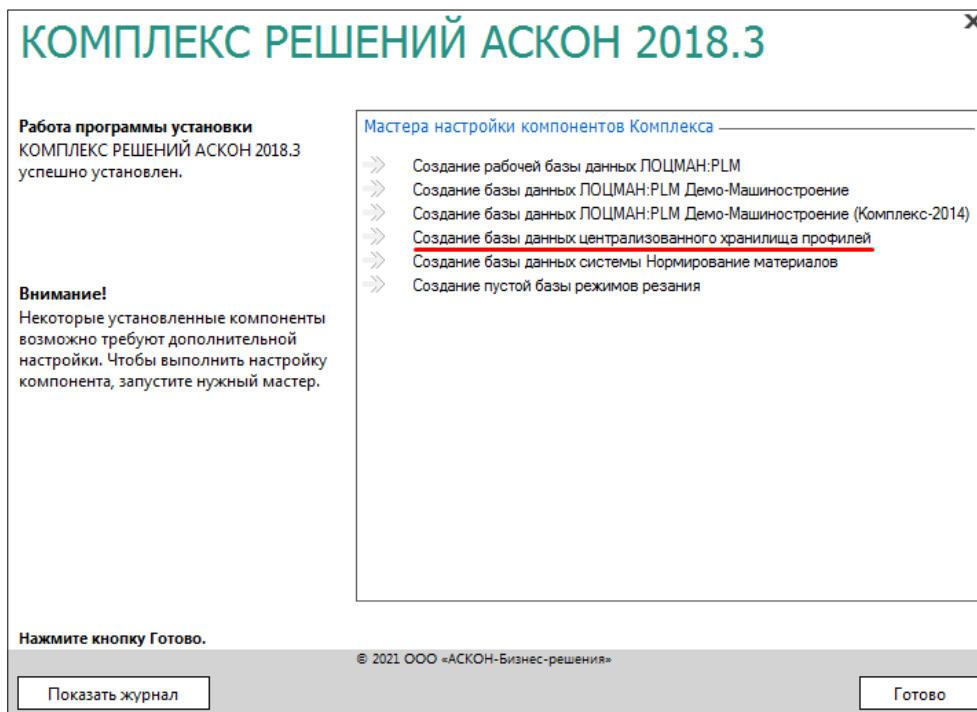 КОМПЛЕКС РЕШЕНИЙ АСКОН 2018.3
Работа программы установки
КОМПЛЕКС РЕШЕНИЙ АСКОН 2018.3
успешно установлен.
Внимание!
Некоторые установленные компоненты
возможно требуют дополнительной
настройки. Чтобы выполнить настройку
компонента, запустите нужный мастер.
Мастера настройки компонентов Комплекса
Создание рабочей базы данных ЛОЦМАН:PLM
Создание базы данных ЛОЦМАН:PLM Демо-Машиностроение
Создание базы данных ЛОЦМАН:PLM Демо-Машиностроение (Комплекс-2014)
Создание базы данных централизованного хранилища профилей
Создание базы данных системы Нормирование материалов
Создание пустой базы режимов резания
Нажмите кнопку Готово.
© 2021 ООО «АСКОН-Бизнес-решения»
Показать журнал
Готово